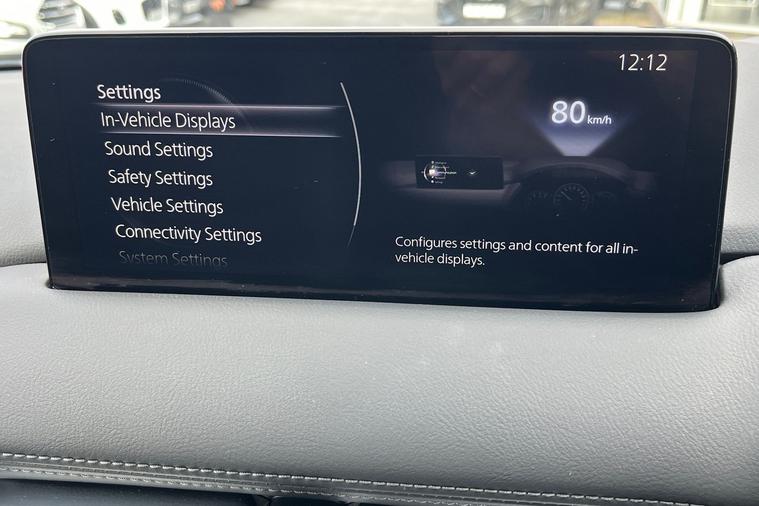 12:12
Settings
In-Vehicle Displays
Sound Settings
Safety Settings
Vehicle Settings
Connectivity Settings
System Settings
80 km/h
Configures settings and content for all in-
vehicle displays.